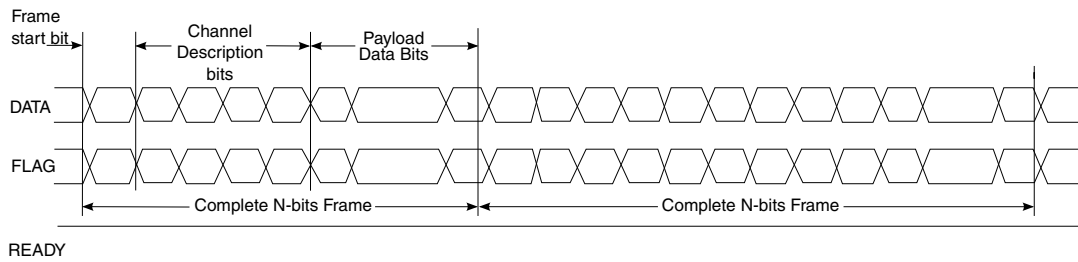 Frame
start bit
Channel
Description
bits
Payload
Data Bits
DATA
FLAG
Complete N-bits Frame
Complete N-bits Frame
READY